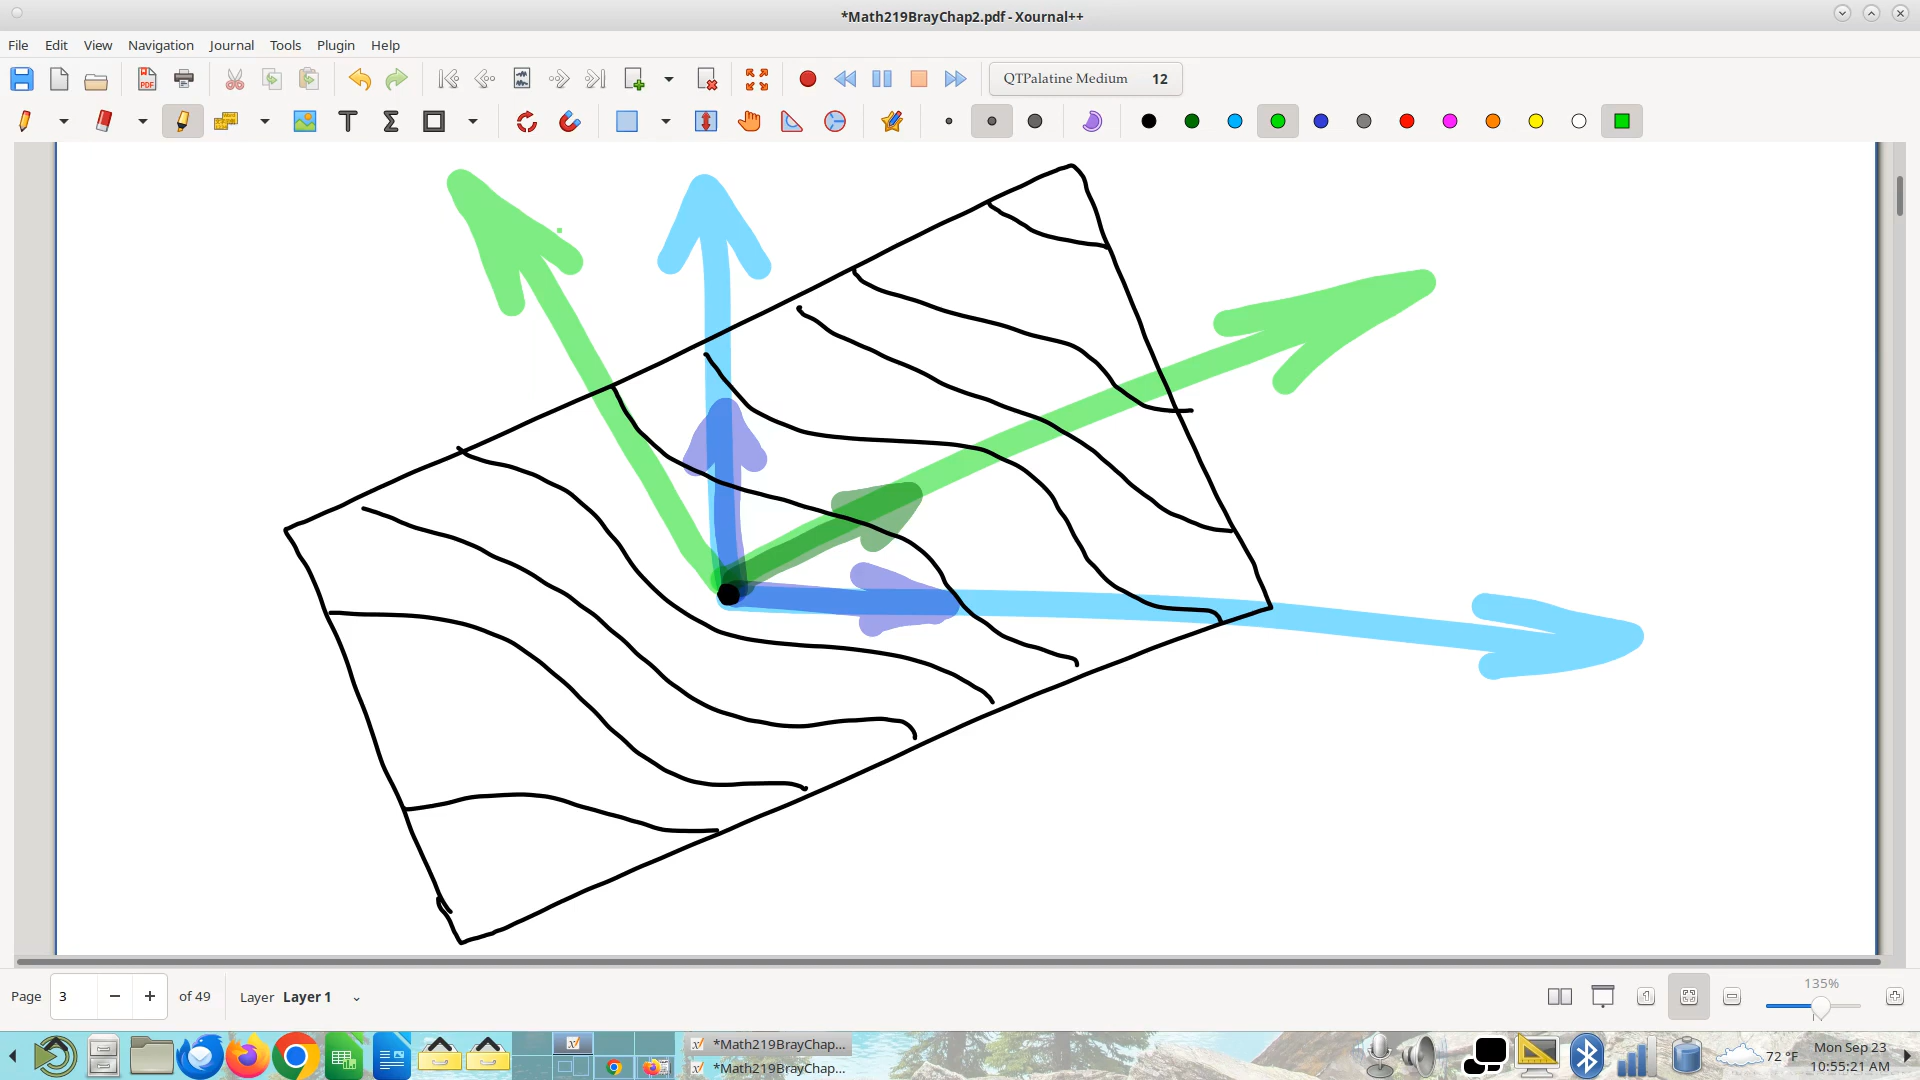 *Math219BrayChap2.pdf - Xournal++
File Edit View Navigation Journal Tools Plugin Help
QTPalatine Medium 12
Page 3 of 49 Layer Layer 1
135%
*Math219BrayChap...
*Math219BrayChap...
72 °F
Mon Sep 23
10:55:21 AM